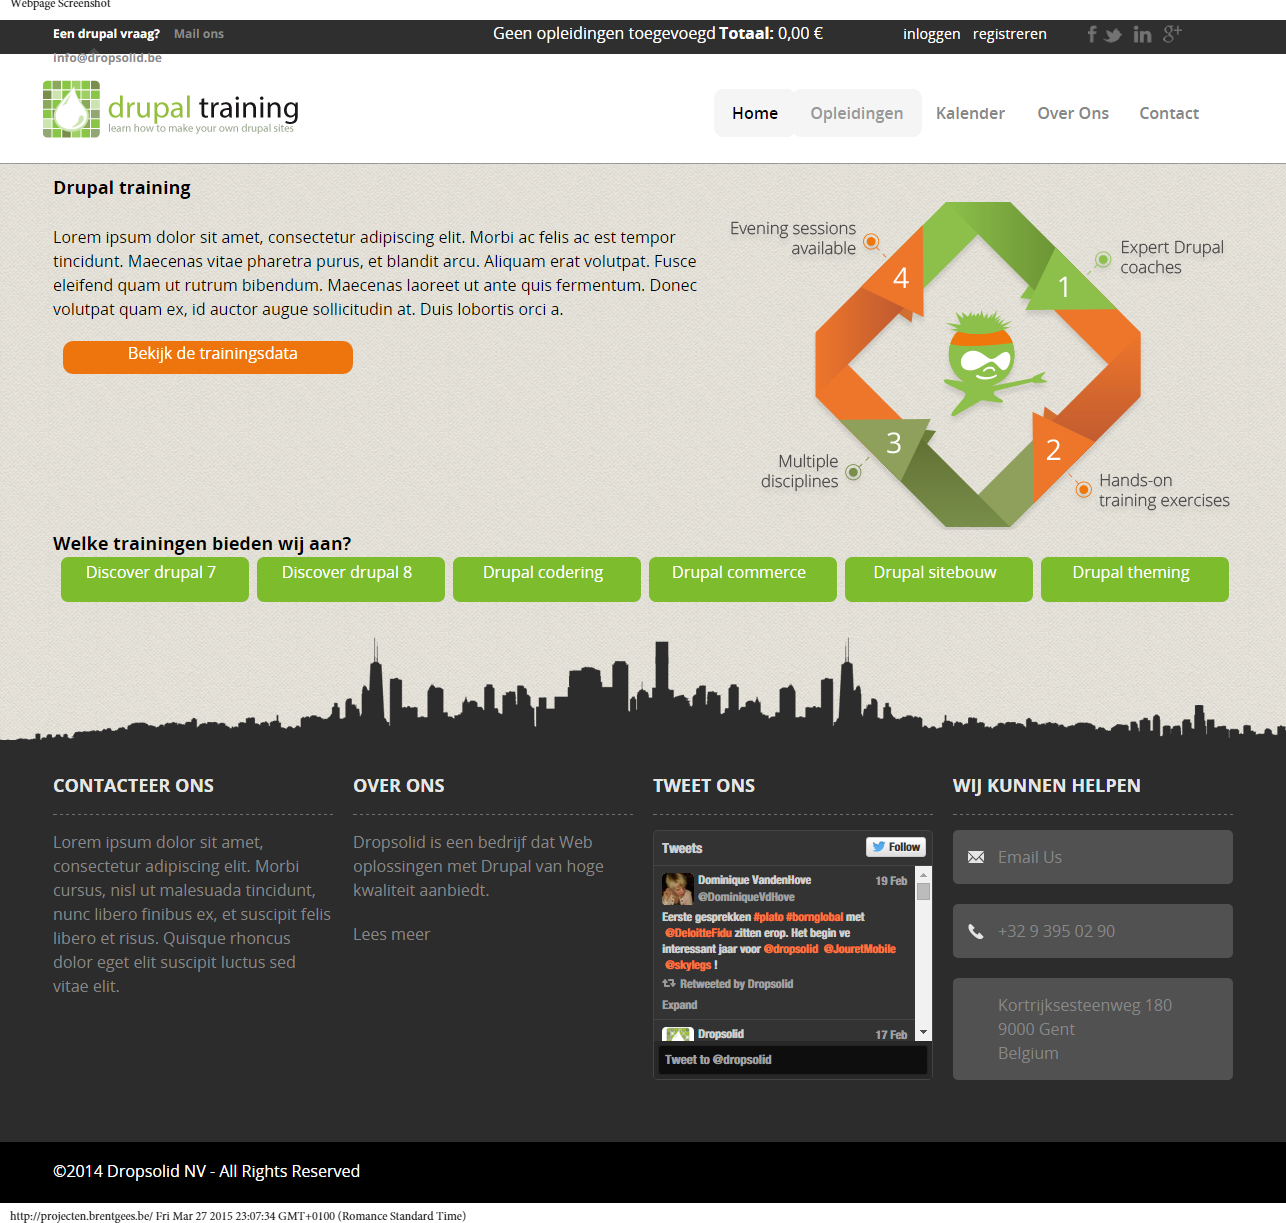 Webpage Screenshot
Een drupal vraag? Mail ons
info@dropsolid.be
Geen opleidingen toegevoegd Totaal: 0,00 €
inloggen registreren
drupal training
learn how to make your own drupal sites
Home Opleidingen Kalender Over Ons Contact
Drupal training
Lorem ipsum dolor sit amet, consectetur adipiscing elit. Morbi ac felis ac est tempor
tincidunt. Maecenas vitae pharetra purus, et blandit arcu. Aliquam erat volutpat. Fusce
eleifend quam ut rutrum bibendum. Maecenas laoreet ut ante quis fermentum. Donec
volutpat quam ex, id auctor augue sollicitudin at. Duis lobortis orci a.
Bekijk de trainingsdata
Evening sessions
available
4
1
Expert Drupal
coaches
3
Multiple
disciplines
2
Hands-on
training exercises
Welke trainingen bieden wij aan?
Discover drupal 7
Discover drupal 8
Drupal codering
Drupal commerce
Drupal sitebouw
Drupal theming
CONTACTEER ONS
Lorem ipsum dolor sit amet,
consectetur adipiscing elit. Morbi
cursus, nisl ut malesuada tincidunt,
nunc libero finibus ex, et suscipit felis
libero et risus. Quisque rhoncus
dolor eget elit suscipit luctus sed
vitae elit.
OVER ONS
Dropsolid is een bedrijf dat Web
oplossingen met Drupal van hoge
kwaliteit aanbiedt.
Lees meer
TWEET ONS
Tweets
Follow
Dominique VandenHove 19 Feb
@DominiqueVdHove
Eerste gesprekken #plato #bornglobal met
@DeloitteFidu zitten erop. Het begin ve
interessant jaar voor @dropsolid @JouretMobile
@skylegs !
Retweeted by Dropsolid
Expand
Dropsolid 17 Feb
Tweet to @dropsolid
WIJ KUNNEN HELPEN
Email Us
+32 9 395 02 90
Kortrijksesteenweg 180
9000 Gent
Belgium
©2014 Dropsolid NV - All Rights Reserved
http://projecten.brentgees.be/ Fri Mar 27 2015 23:07:34 GMT+0100 (Romance Standard Time)